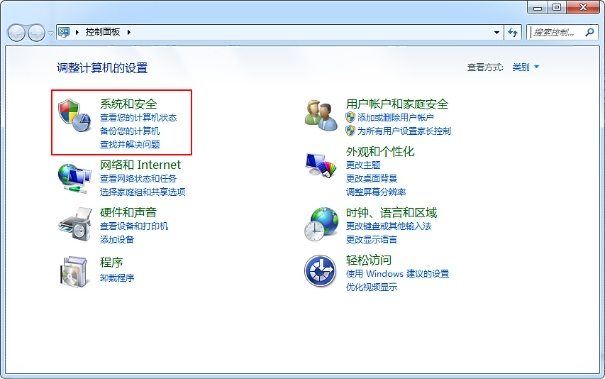 控制面板
搜索控制...
调整计算机的设置
查看方式: 类别
系统和安全
查看您的计算机状态
备份您的计算机
查找并解决问题
网络和 Internet
查看网络状态和任务
选择家庭组和共享选项
硬件和声音
查看设备和打印机
添加设备
程序
卸载程序
用户帐户和家庭安全
添加或删除用户帐户
为所有用户设置家长控制
外观和个性化
更改主题
更改桌面背景
调整屏幕分辨率
时钟、语言和区域
更改键盘或其他输入法
更改显示语言
轻松访问
使用 Windows 建议的设置
优化视频显示